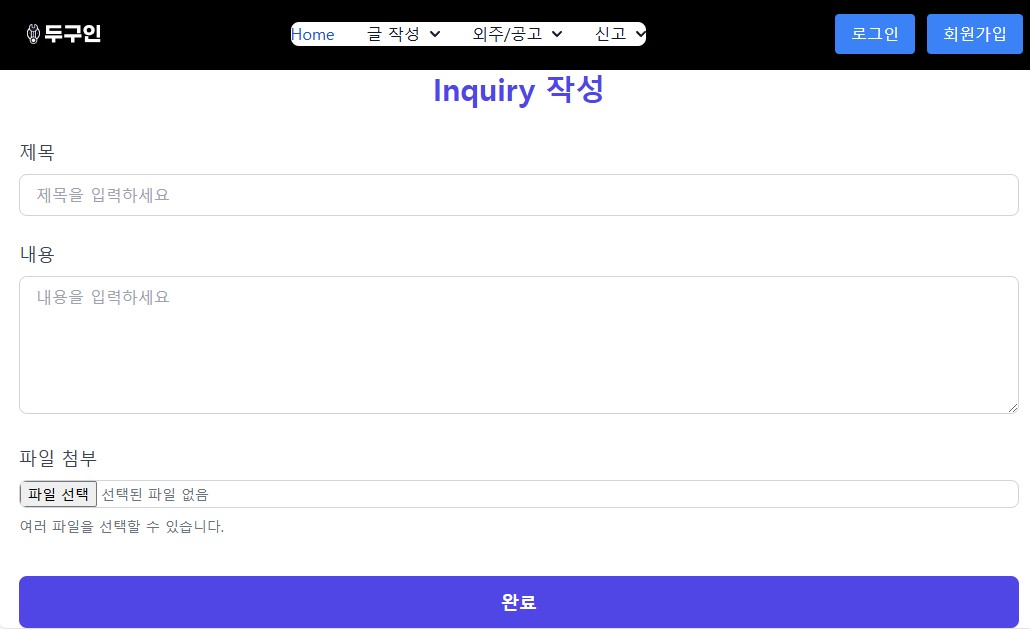 두구인 Home 글 작성 외주/공고 신고 로그인 회원가입
Inquiry 작성
제목
제목을 입력하세요
내용
내용을 입력하세요
파일 첨부
파일 선택 선택된 파일 없음
여러 파일을 선택할 수 있습니다.
완료